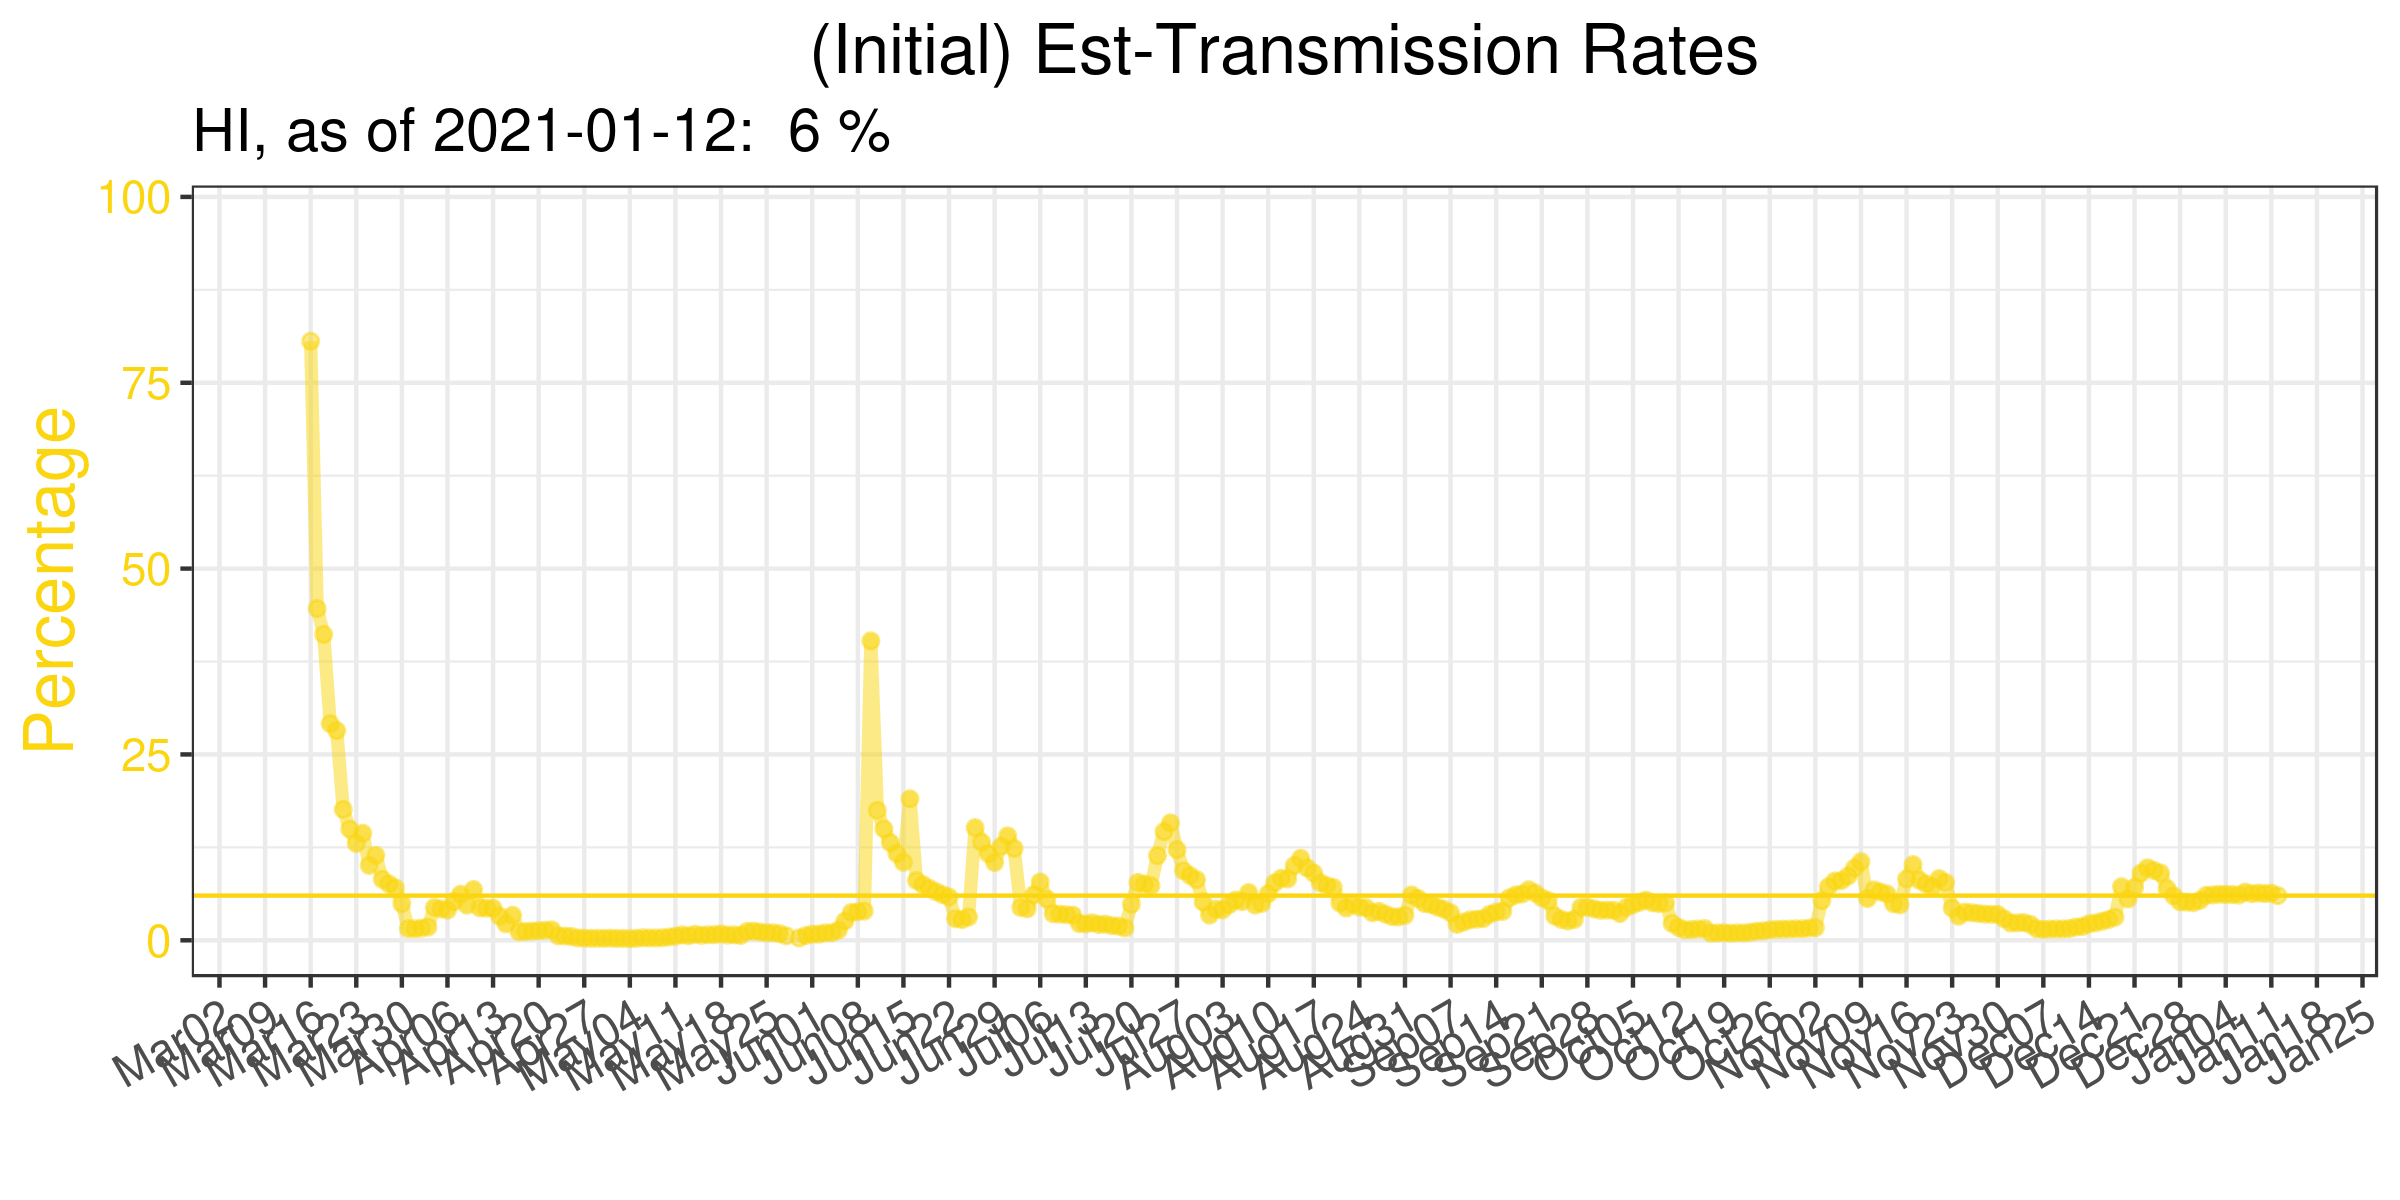 (Initial) Est-Transmission Rates
HI, as of 2021-01-12:  6 %
Percentage
100
75
50
25
0
Mar02
Mar09
Mar16
Mar23
Mar30
Apr06
Apr13
Apr20
Apr27
May04
May11
May18
May25
Jun01
Jun08
Jun15
Jun22
Jun29
Jul06
Jul13
Jul20
Jul27
Aug03
Aug10
Aug17
Aug24
Aug31
Sep07
Sep14
Sep21
Sep28
Oct05
Oct12
Oct19
Oct26
Nov02
Nov09
Nov16
Nov23
Nov30
Dec07
Dec14
Dec21
Dec28
Jan04
Jan11
Jan18
Jan25